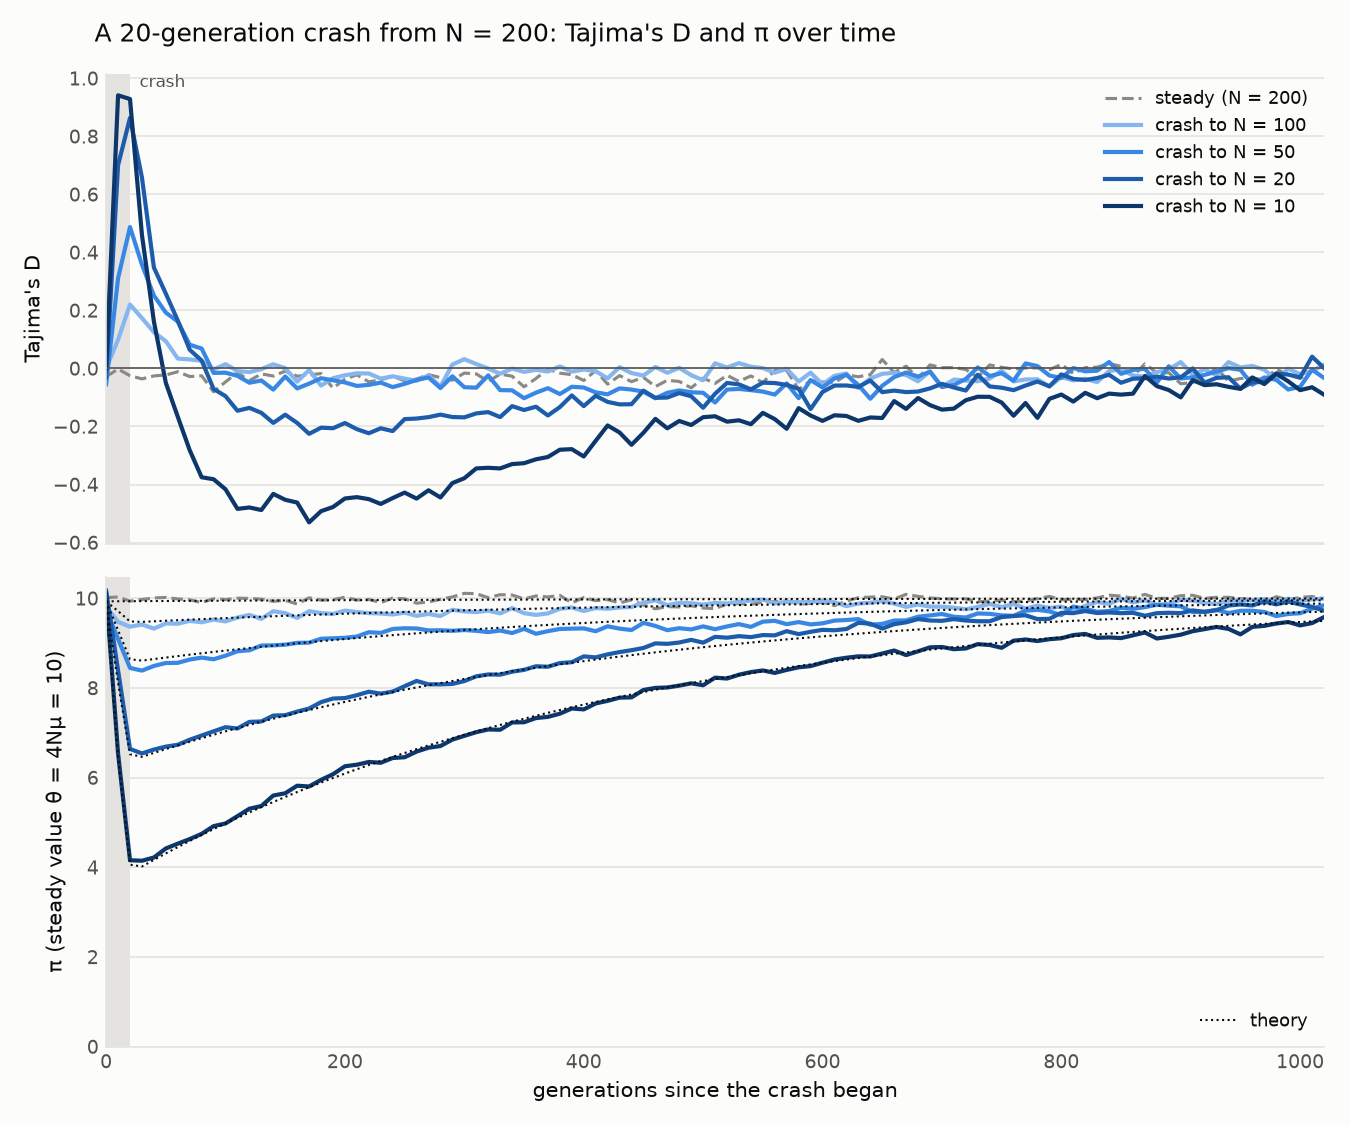 A 20-generation crash from N = 200: Tajima's D and π over time
crash
1.0
0.8
0.6
0.4
0.2
0.0
−0.2
−0.4
−0.6
Tajima's D
steady (N = 200)
crash to N = 100
crash to N = 50
crash to N = 20
crash to N = 10
10
8
6
4
2
0
π (steady value θ = 4Nμ = 10)
theory
0
200
400
600
800
1000
generations since the crash began